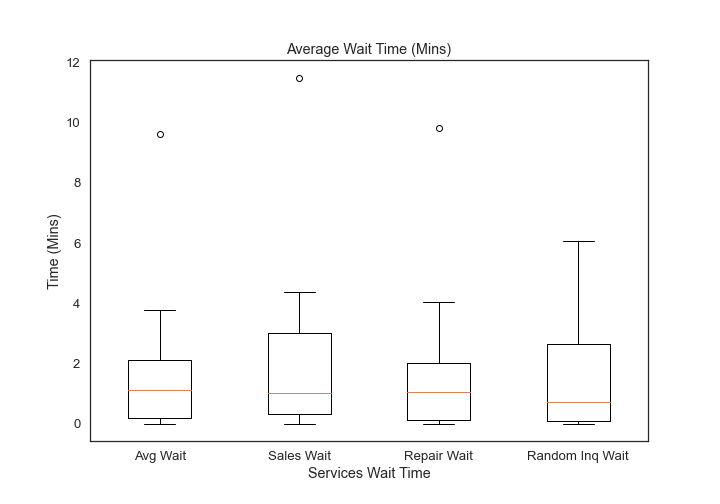 Average Wait Time (Mins)
12
10
8
6
4
2
0
Time (Mins)
Avg Wait
Sales Wait
Repair Wait
Random Inq Wait
Services Wait Time